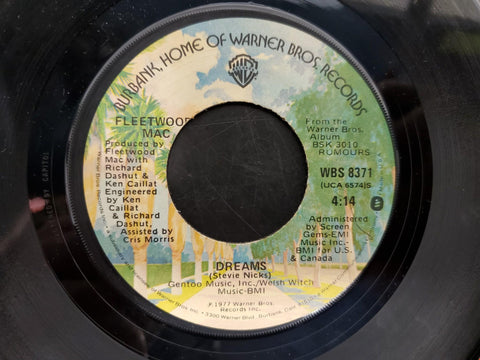 BURBANK, HOME OF WARNER BROS. RECORDS
FLEETWOOD
MAC
Produced by
Fleetwood
Mac with
Richard
Dashut &
Ken Caillat
Engineered
by Ken
Caillat
& Richard
Dashut,
Assisted by
Cris Morris
From the
Warner Bros.
Album
BSK 3010
RUMOURS
WBS 8371
(UCA 6574)S
4:14
Administered
by Screen
Gems-EMI
Music Inc.-
BMI for U.S.
& Canada
DREAMS
(Stevie Nicks)
Gentoo Music, Inc./Welsh Witch
Music-BMI
℗ 1977 Warner Bros.
Records Inc.
BY CAPITOL